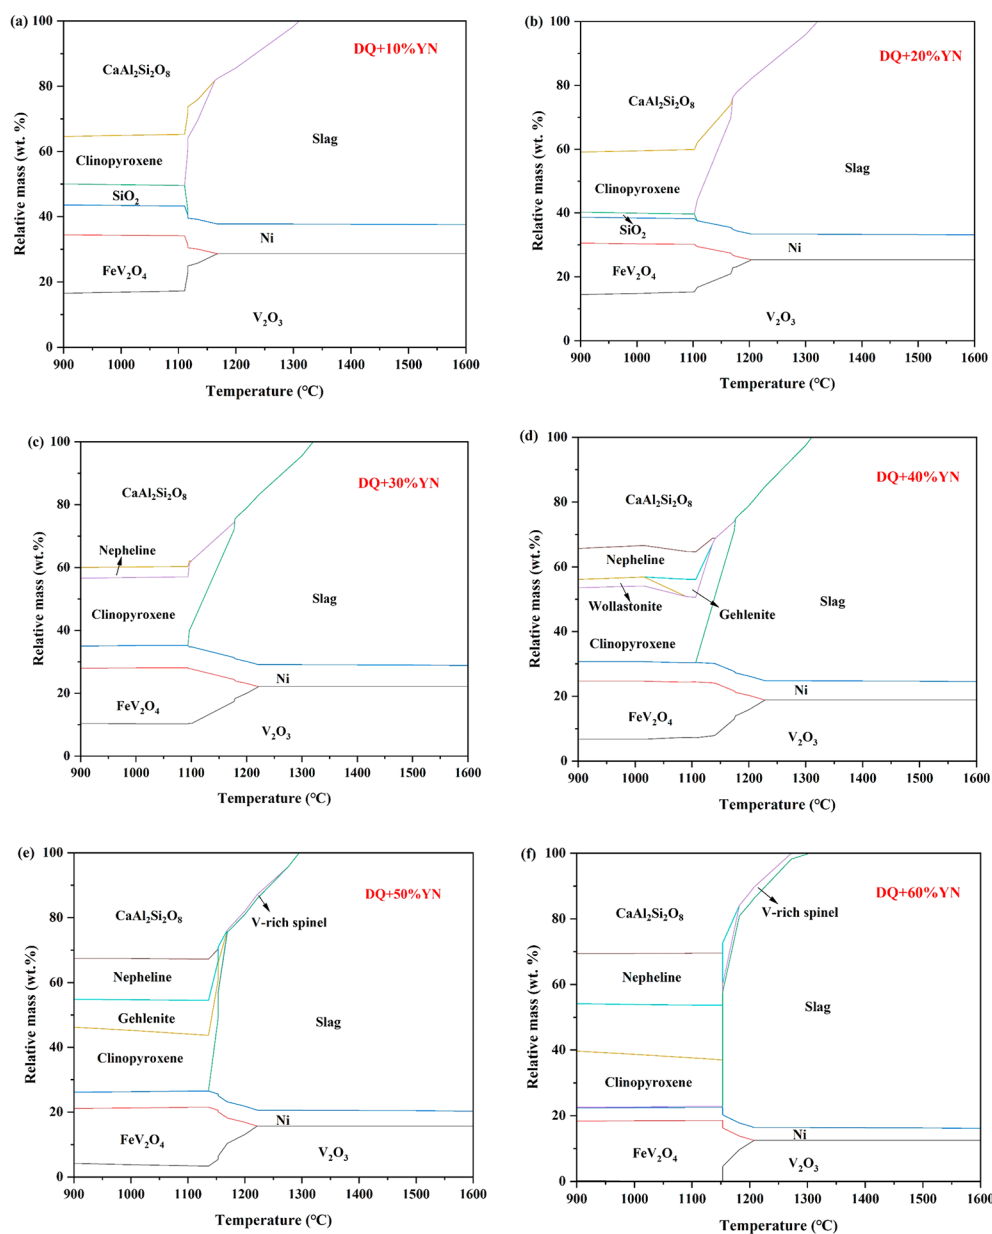 (a)
DQ+10%YN
CaAl₂Si₂O₈
Clinopyroxene
SiO₂
FeV₂O₄
Slag
Ni
V₂O₃
Relative mass (wt. %)
100
80
60
40
20
0
900 1000 1100 1200 1300 1400 1500 1600
Temperature (°C)
(b)
DQ+20%YN
CaAl₂Si₂O₈
Clinopyroxene
SiO₂
FeV₂O₄
Slag
Ni
V₂O₃
Relative mass (wt. %)
100
80
60
40
20
0
900 1000 1100 1200 1300 1400 1500 1600
Temperature (°C)
(c)
DQ+30%YN
CaAl₂Si₂O₈
Nepheline
Clinopyroxene
FeV₂O₄
Slag
Ni
V₂O₃
Relative mass (wt.%)
100
80
60
40
20
0
900 1000 1100 1200 1300 1400 1500 1600
Temperature (°C)
(d)
DQ+40%YN
CaAl₂Si₂O₈
Nepheline
Wollastonite
Gehlenite
Clinopyroxene
FeV₂O₄
Slag
Ni
V₂O₃
Relative mass (wt.%)
100
80
60
40
20
0
900 1000 1100 1200 1300 1400 1500 1600
Temperature (°C)
(e)
DQ+50%YN
V-rich spinel
CaAl₂Si₂O₈
Nepheline
Gehlenite
Clinopyroxene
FeV₂O₄
Slag
Ni
V₂O₃
Relative mass (wt. %)
100
80
60
40
20
0
900 1000 1100 1200 1300 1400 1500 1600
Temperature (°C)
(f)
DQ+60%YN
V-rich spinel
CaAl₂Si₂O₈
Nepheline
Clinopyroxene
FeV₂O₄
Slag
Ni
V₂O₃
Relative mass (wt. %)
100
80
60
40
20
0
900 1000 1100 1200 1300 1400 1500 1600
Temperature (°C)